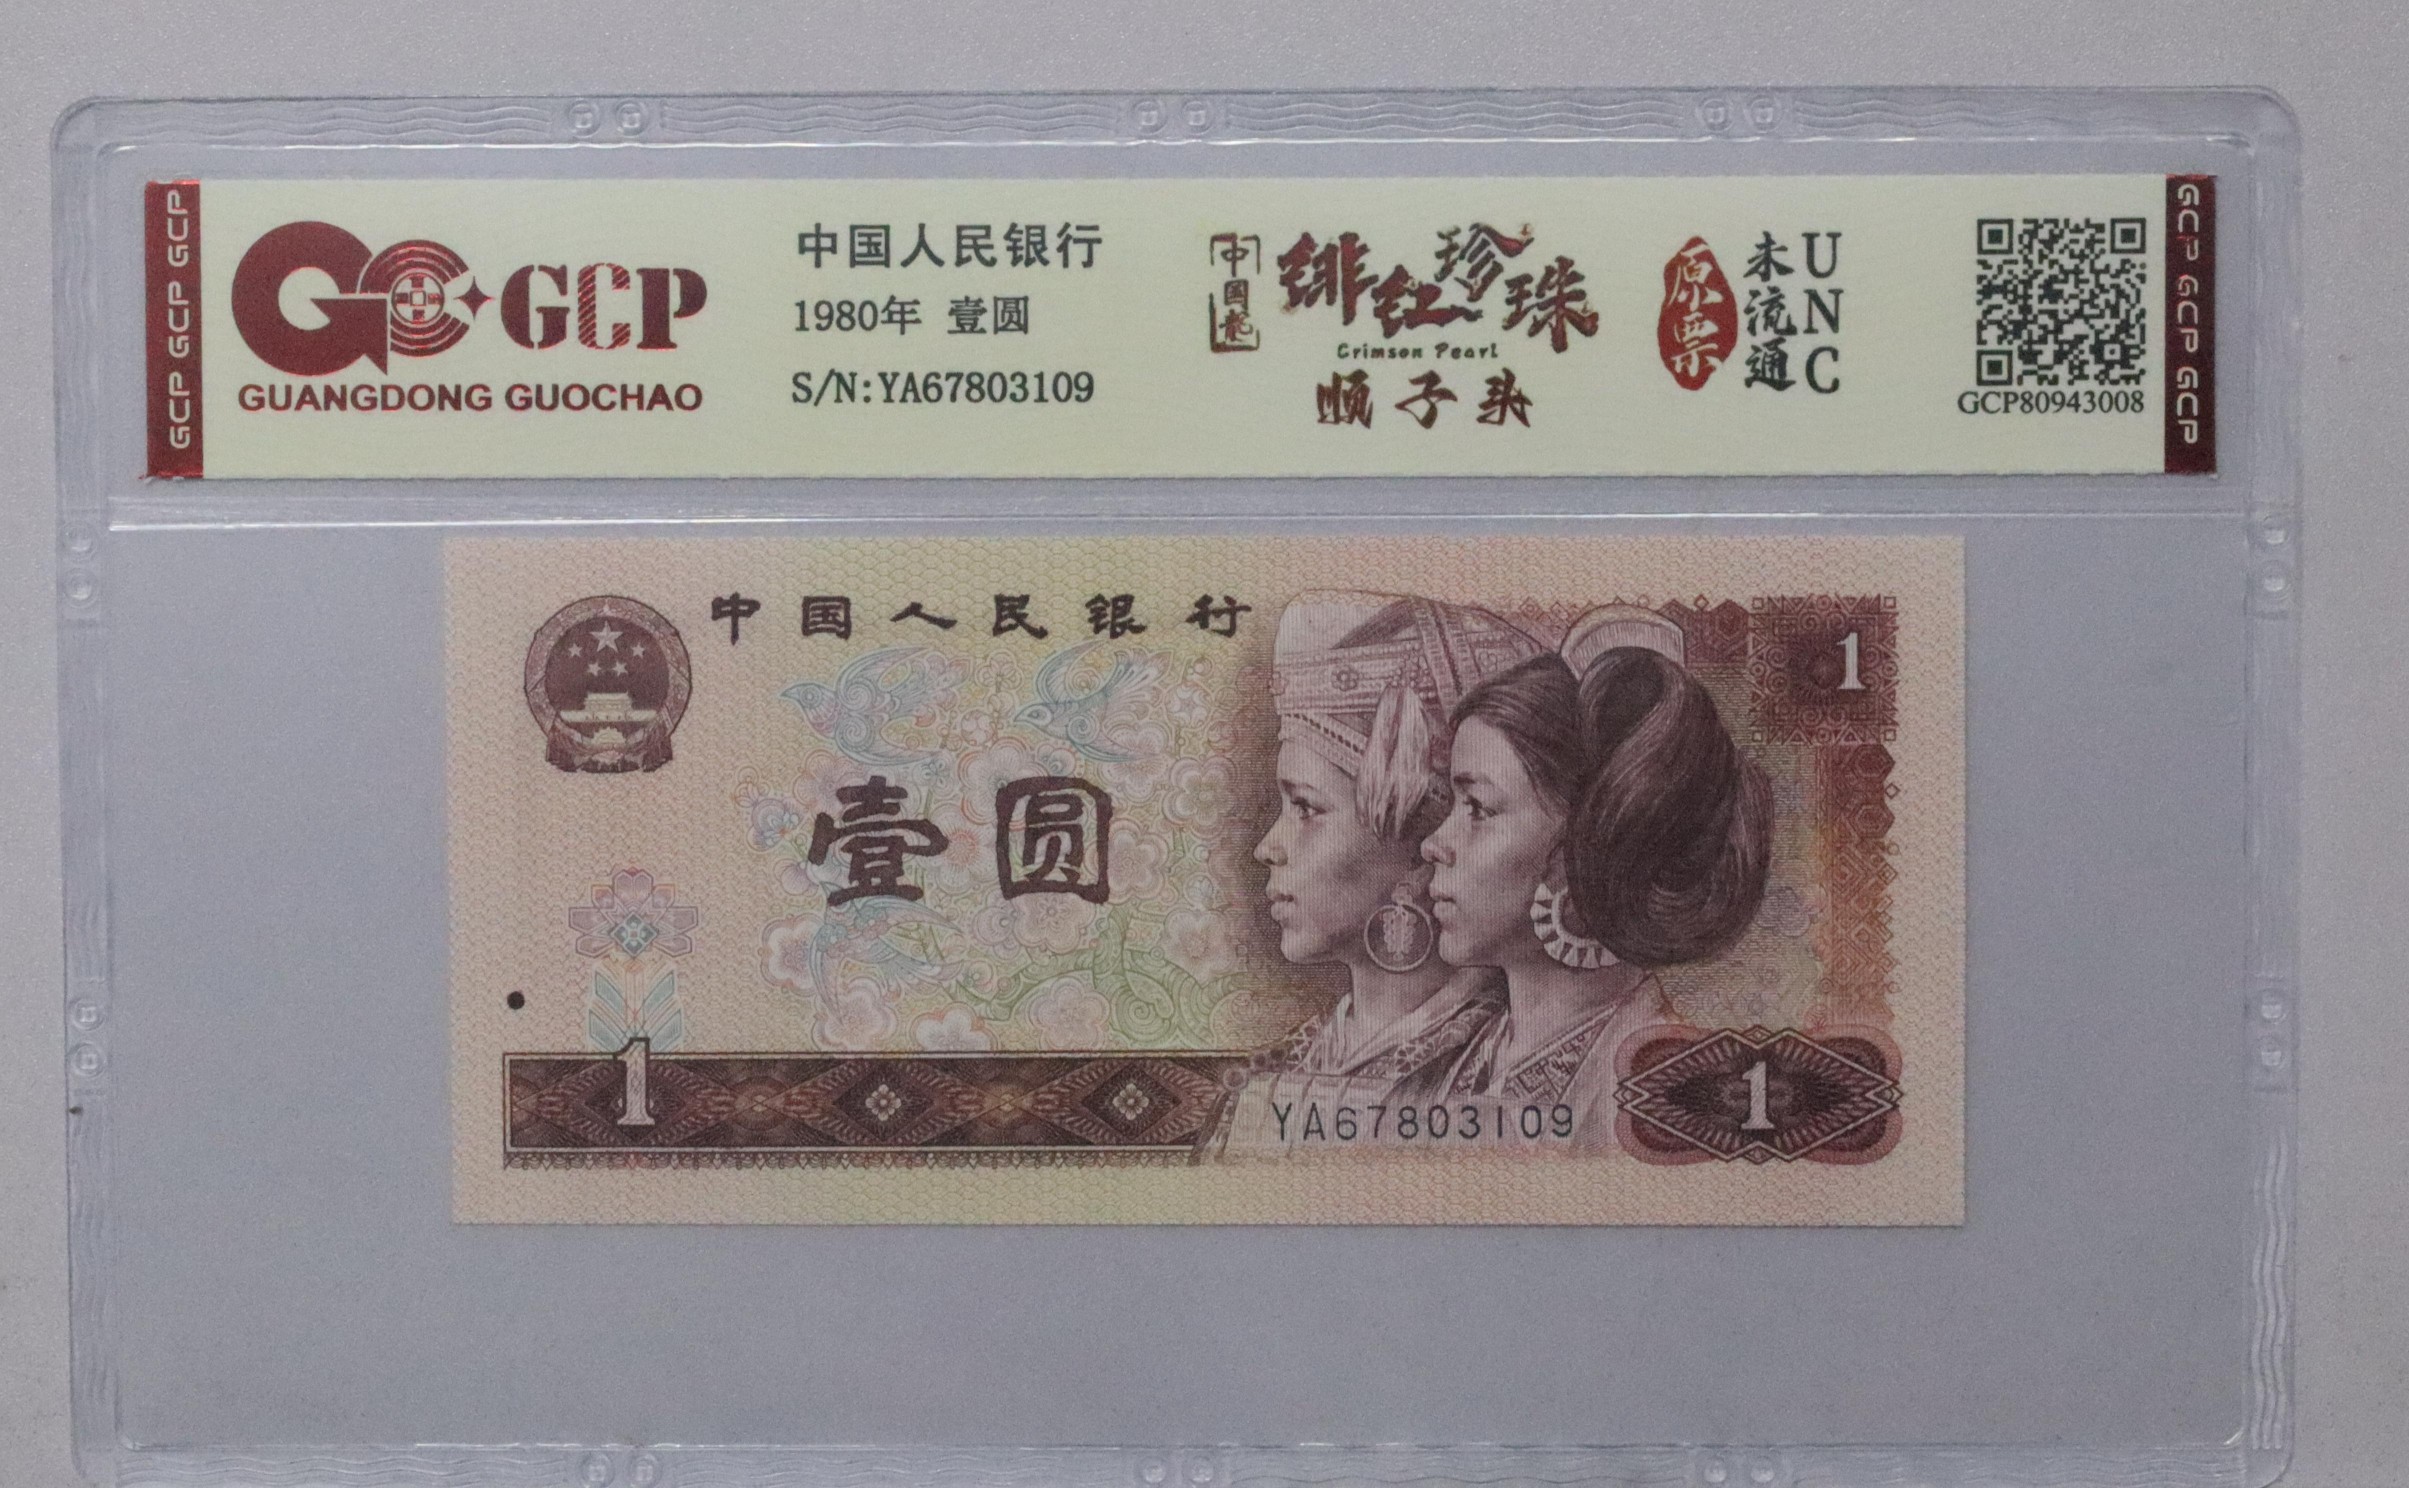 GCP GCP GCP
GCP
GUANGDONG GUOCHAO
中国人民银行
1980年 壹圆
S/N:YA67803109
中国龙
绯红珍珠
Crimson Pearl
顺子头
原票
未流通
UNC
GCP80943008
GCP GCP GCP
中国人民银行
1
壹圆
1
YA67803109
1